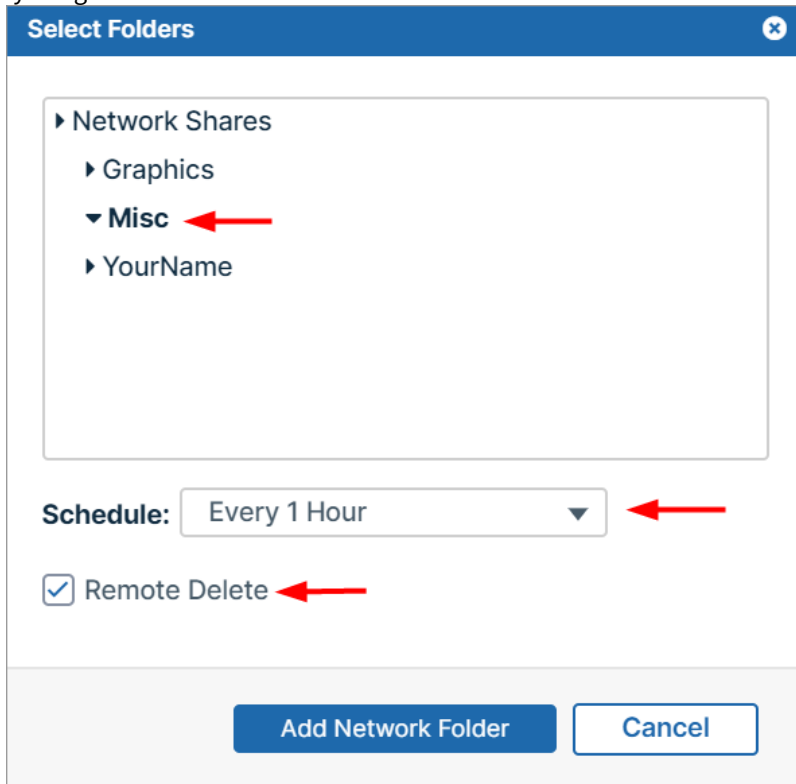 Select Folders
Network Shares
Graphics
Misc
YourName
Schedule: Every 1 Hour
Remote Delete
Add Network Folder Cancel